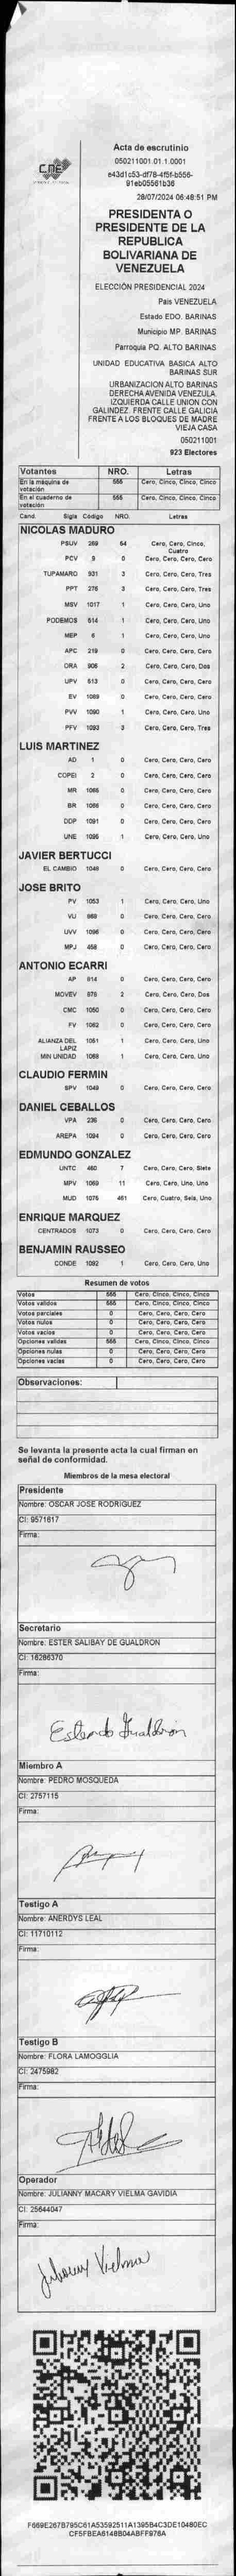 CNE
Acta de escrutinio
050211001.01.1.0001
91eb05561b36
28/07/2024 06:48:51 PM
PRESIDENTA O
PRESIDENTE DE LA
REPUBLICA
BOLIVARIANA DE
VENEZUELA
ELECCIÓN PRESIDENCIAL 2024
País VENEZUELA
Estado EDO. BARINAS
Municipio MP. BARINAS
Parroquia PQ. ALTO BARINAS
UNIDAD EDUCATIVA BASICA ALTO
BARINAS SUR
URBANIZACION ALTO BARINAS
DERECHA AVENIDA VENEZULA.
IZQUIERDA CALLE UNION CON
GALINDEZ. FRENTE CALLE GALICIA
FRENTE A LOS BLOQUES DE MADRE
VIEJA CASA
050211001
923 Electores
Votantes NRO. Letras
En la máquina de votación 555 Cero, Cinco, Cinco, Cinco
En el cuaderno de votación 555 Cero, Cinco, Cinco, Cinco
Cand. Sigla Código NRO. Letras
NICOLAS MADURO
PSUV 269 54 Cero, Cero, Cinco, Cuatro
PCV 9 0 Cero, Cero, Cero, Cero
TUPAMARO 931 3 Cero, Cero, Cero, Tres
PPT 276 3 Cero, Cero, Cero, Tres
MSV 1017 1 Cero, Cero, Cero, Uno
PODEMOS 514 1 Cero, Cero, Cero, Uno
MEP 6 1 Cero, Cero, Cero, Uno
APC 219 0 Cero, Cero, Cero, Cero
ORA 906 2 Cero, Cero, Cero, Dos
UPV 613 0 Cero, Cero, Cero, Cero
EV 1089 0 Cero, Cero, Cero, Cero
PVV 1090 1 Cero, Cero, Cero, Uno
PFV 1093 3 Cero, Cero, Cero, Tres
LUIS MARTINEZ
AD 1 0 Cero, Cero, Cero, Cero
COPEI 2 0 Cero, Cero, Cero, Cero
MR 0 Cero, Cero, Cero, Cero
BR 0 Cero, Cero, Cero, Cero
DDP 1091 0 Cero, Cero, Cero, Cero
UNE 1095 1 Cero, Cero, Cero, Uno
JAVIER BERTUCCI
EL CAMBIO 1048 0 Cero, Cero, Cero, Cero
JOSE BRITO
PV 1053 1 Cero, Cero, Cero, Uno
VU 0 Cero, Cero, Cero, Cero
UVV 1096 0 Cero, Cero, Cero, Cero
MPJ 458 0 Cero, Cero, Cero, Cero
ANTONIO ECARRI
AP 814 0 Cero, Cero, Cero, Cero
MOVEV 2 Cero, Cero, Cero, Dos
CMC 1050 0 Cero, Cero, Cero, Cero
FV 1082 0 Cero, Cero, Cero, Cero
ALIANZA DEL LAPIZ 1051 1 Cero, Cero, Cero, Uno
MIN UNIDAD 1068 1 Cero, Cero, Cero, Uno
CLAUDIO FERMIN
SPV 1049 0 Cero, Cero, Cero, Cero
DANIEL CEBALLOS
VPA 236 0 Cero, Cero, Cero, Cero
AREPA 1094 0 Cero, Cero, Cero, Cero
EDMUNDO GONZALEZ
UNTC 460 7 Cero, Cero, Cero, Siete
MPV 1069 11 Cero, Cero, Uno, Uno
MUD 1075 461 Cero, Cuatro, Seis, Uno
ENRIQUE MARQUEZ
CENTRADOS 1073 0 Cero, Cero, Cero, Cero
BENJAMIN RAUSSEO
CONDE 1092 1 Cero, Cero, Cero, Uno
Resumen de votos
Votos 555 Cero, Cinco, Cinco, Cinco
Votos validos 555 Cero, Cinco, Cinco, Cinco
Votos parciales 0 Cero, Cero, Cero, Cero
Votos nulos 0 Cero, Cero, Cero, Cero
Votos vacíos 0 Cero, Cero, Cero, Cero
Opciones validas 555 Cero, Cinco, Cinco, Cinco
Opciones nulas 0 Cero, Cero, Cero, Cero
Opciones vacias 0 Cero, Cero, Cero, Cero
Observaciones:
Se levanta la presente acta la cual firman en
señal de conformidad.
Miembros de la mesa electoral
Presidente
Nombre: OSCAR JOSE RODRIGUEZ
CI: 9571617
Firma:
Secretario
Nombre: ESTER SALIBAY DE GUALDRON
CI: 16286370
Firma:
Miembro A
Nombre: PEDRO MOSQUEDA
CI: 2757115
Firma:
Testigo A
Nombre: ANERDYS LEAL
CI: 11710112
Firma:
Testigo B
Nombre: FLORA LAMOGGLIA
CI: 2475982
Firma:
Operador
Nombre: JULIANNY MACARY VIELMA GAVIDIA
CI: 25644047
Firma:
F669E267B795C61A53592511A1395B4C3DE10480EC
CF5FBEA6148B04ABFF976A